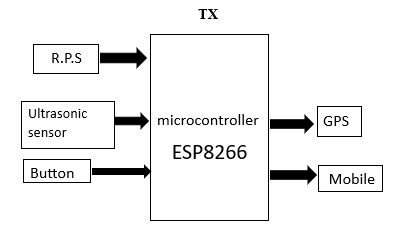 TX
R.P.S
Ultrasonic
sensor
Button
microcontroller
ESP8266
GPS
Mobile